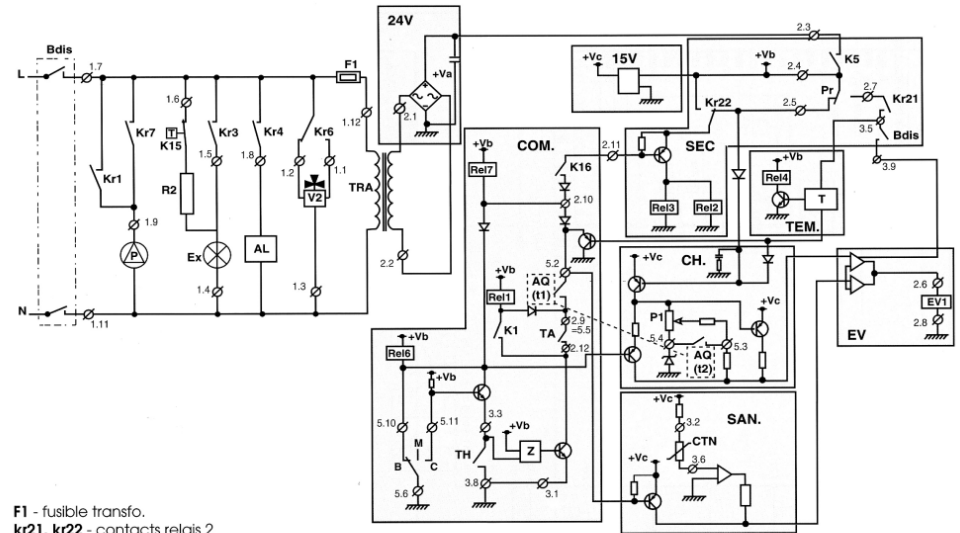 24V
Bdis
L
1.7
F1
+Va
2.1
1.12
TRA
2.2
1.6
T
K15
R2
Kr7
Kr1
1.9
P
Kr3
1.5
Ex
1.4
Kr4
1.8
AL
Kr6
1.2
1.1
V2
1.3
N
1.11
+Vc
15V
+Vb
2.3
K5
2.4
Pr
2.5
2.7
Kr21
3.5
Bdis
3.9
Kr22
SEC
Rel3
Rel2
+Vb
Rel4
T
TEM.
COM.
+Vb
Rel7
K16
2.11
2.10
5.2
+Vb
Rel1
AQ
(t1)
K1
TA
2.9
=5.5
2.12
+Vb
Rel6
+Vb
5.10
5.11
B
M
C
5.6
3.3
TH
+Vb
Z
3.8
3.1
CH.
+Vc
P1
5.4
5.3
+Vc
AQ
(t2)
EV
2.6
EV1
2.8
SAN.
+Vc
3.2
CTN
3.6
+Vc
F1 - fusible transfo.
kr21, kr22 - contacts relais 2